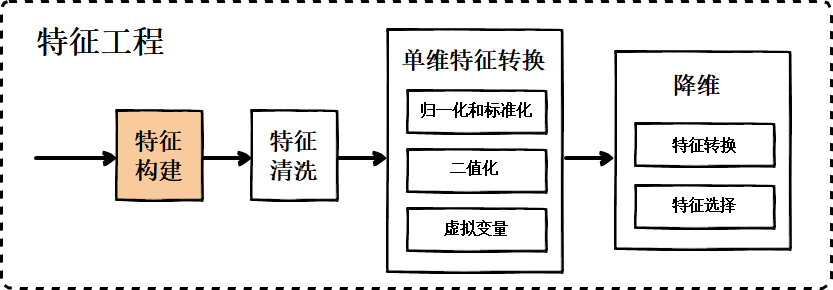 特征工程
特征
构建
特征
清洗
单维特征转换
归一化和标准化
二值化
虚拟变量
降维
特征转换
特征选择